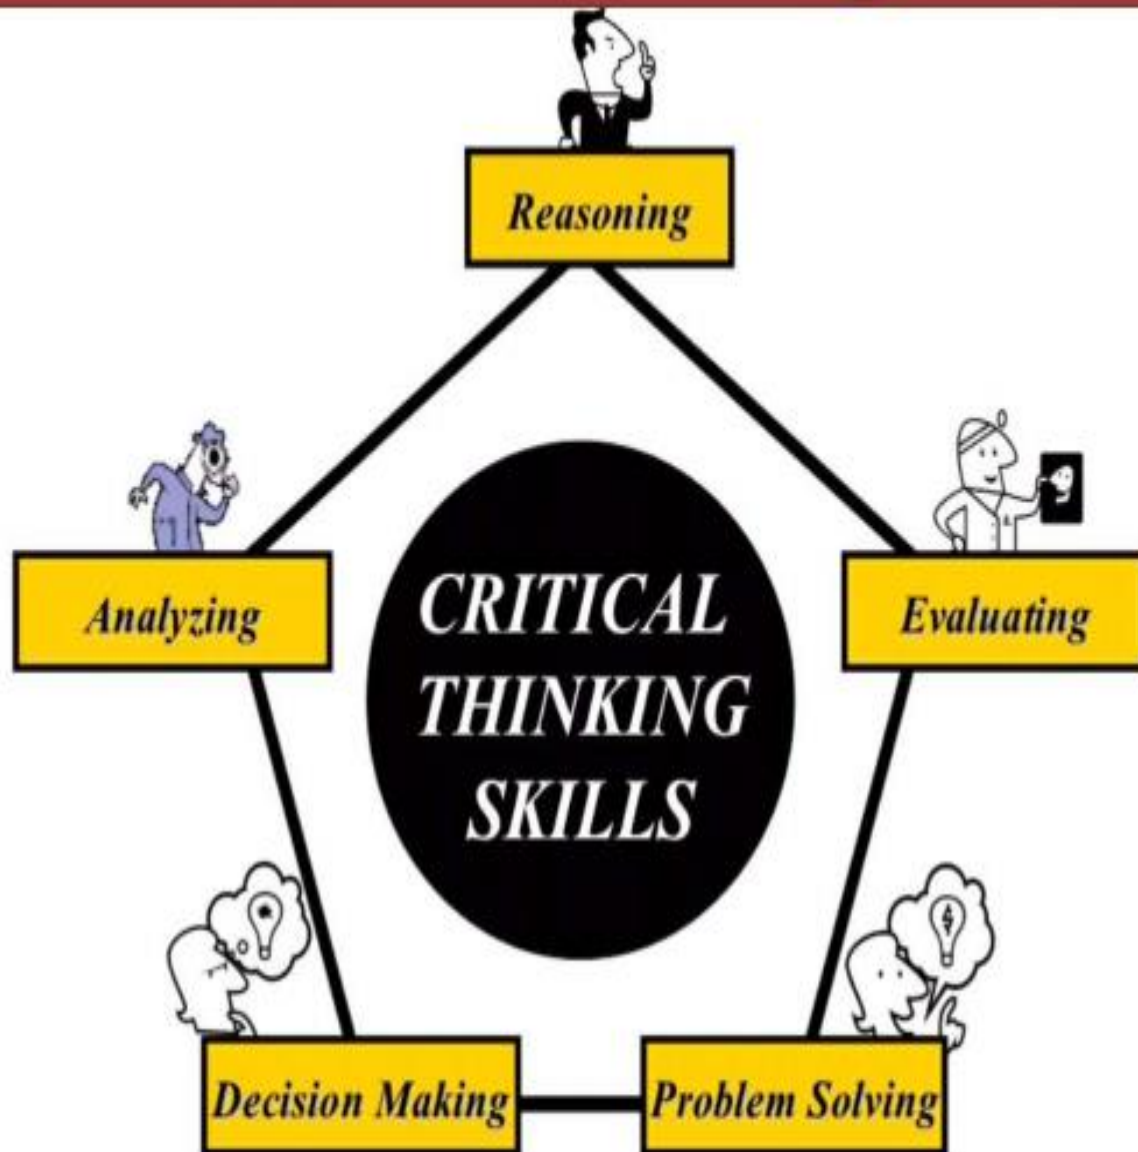 Reasoning
Analyzing
Evaluating
CRITICAL
THINKING
SKILLS
Decision Making
Problem Solving